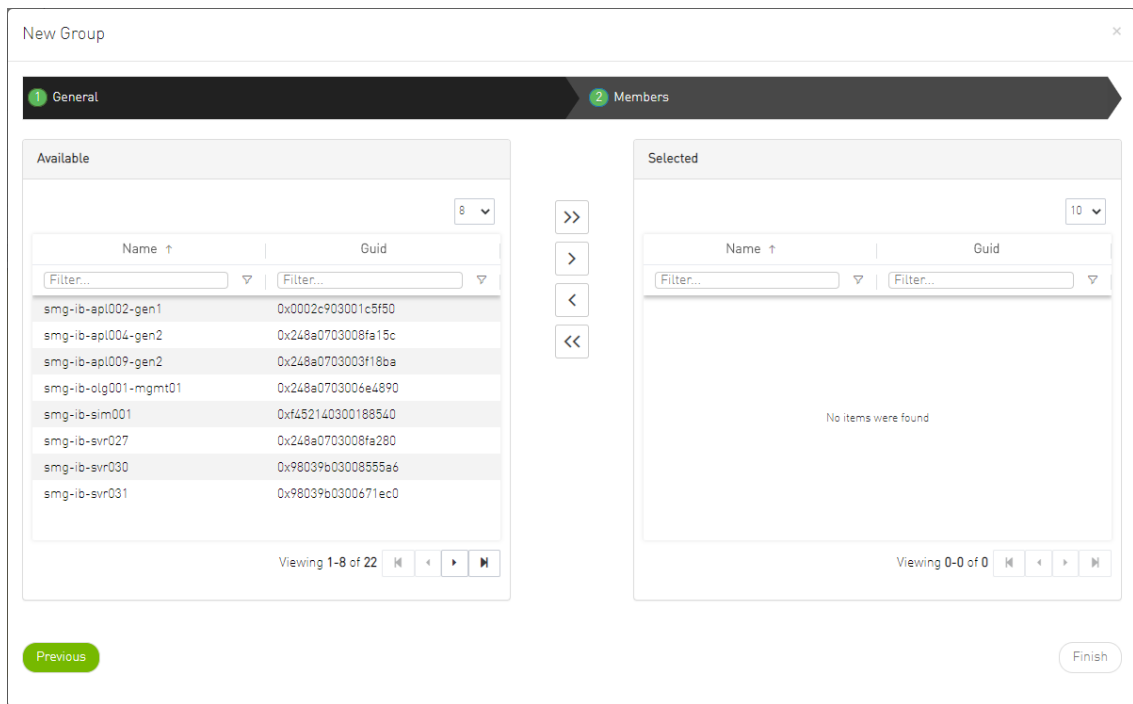 New Group
×
1 General
2 Members
Available
Selected
8
10
>>
>
<
<<
Name ↑ Guid
Filter... Filter...
smg-ib-apl002-gen1 0x0002c903001c5f50
smg-ib-apl004-gen2 0x248a0703008fa15c
smg-ib-apl009-gen2 0x248a0703003f18ba
smg-ib-olg001-mgmt01 0x248a0703006e4890
smg-ib-sim001 0xf452140300188540
smg-ib-svr027 0x248a0703008fa280
smg-ib-svr030 0x98039b03008555a6
smg-ib-svr031 0x98039b0300671ec0
Viewing 1-8 of 22
Name ↑ Guid
Filter... Filter...
No items were found
Viewing 0-0 of 0
Previous
Finish